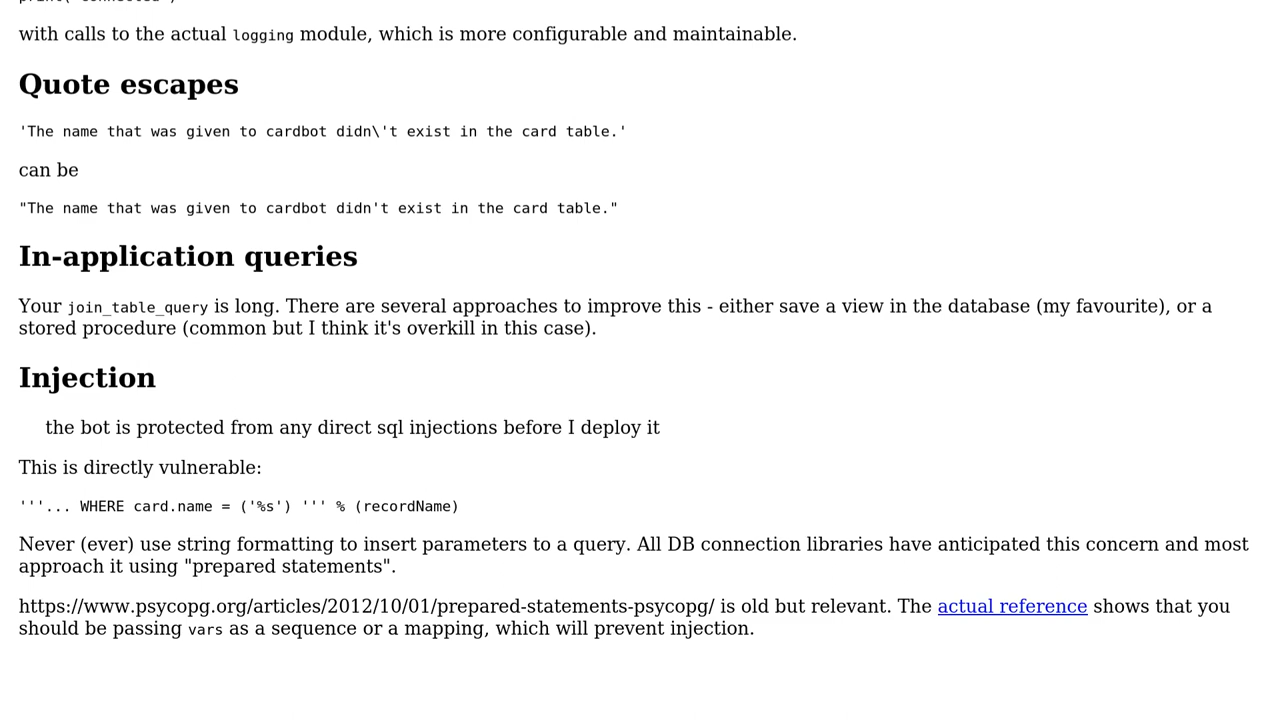 with calls to the actual logging module, which is more configurable and maintainable.
Quote escapes
'The name that was given to cardbot didn\'t exist in the card table.'
can be
"The name that was given to cardbot didn't exist in the card table."
In-application queries
Your join_table_query is long. There are several approaches to improve this - either save a view in the database (my favourite), or a
stored procedure (common but I think it's overkill in this case).
Injection
the bot is protected from any direct sql injections before I deploy it
This is directly vulnerable:
'''... WHERE card.name = ('%s') ''' % (recordName)
Never (ever) use string formatting to insert parameters to a query. All DB connection libraries have anticipated this concern and most
approach it using "prepared statements".
https://www.psycopg.org/articles/2012/10/01/prepared-statements-psycopg/ is old but relevant. The actual reference shows that you
should be passing vars as a sequence or a mapping, which will prevent injection.